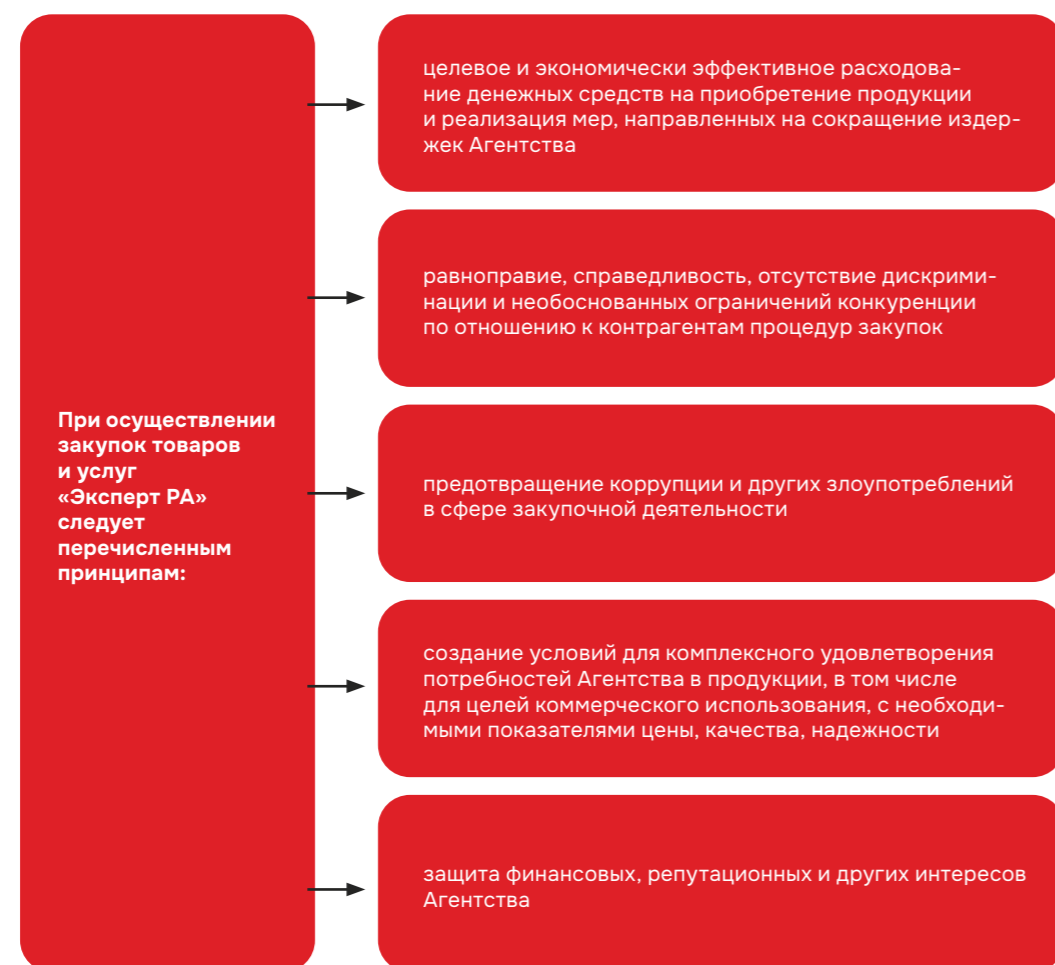 При осуществлении
закупок товаров
и услуг
«Эксперт РА»
следует
перечисленным
принципам:
целевое и экономически эффективное расходова-
ние денежных средств на приобретение продукции
и реализация мер, направленных на сокращение издер-
жек Агентства
равноправие, справедливость, отсутствие дискрими-
нации и необоснованных ограничений конкуренции
по отношению к контрагентам процедур закупок
предотвращение коррупции и других злоупотреблений
в сфере закупочной деятельности
создание условий для комплексного удовлетворения
потребностей Агентства в продукции, в том числе
для целей коммерческого использования, с необходи-
мыми показателями цены, качества, надежности
защита финансовых, репутационных и других интересов
Агентства